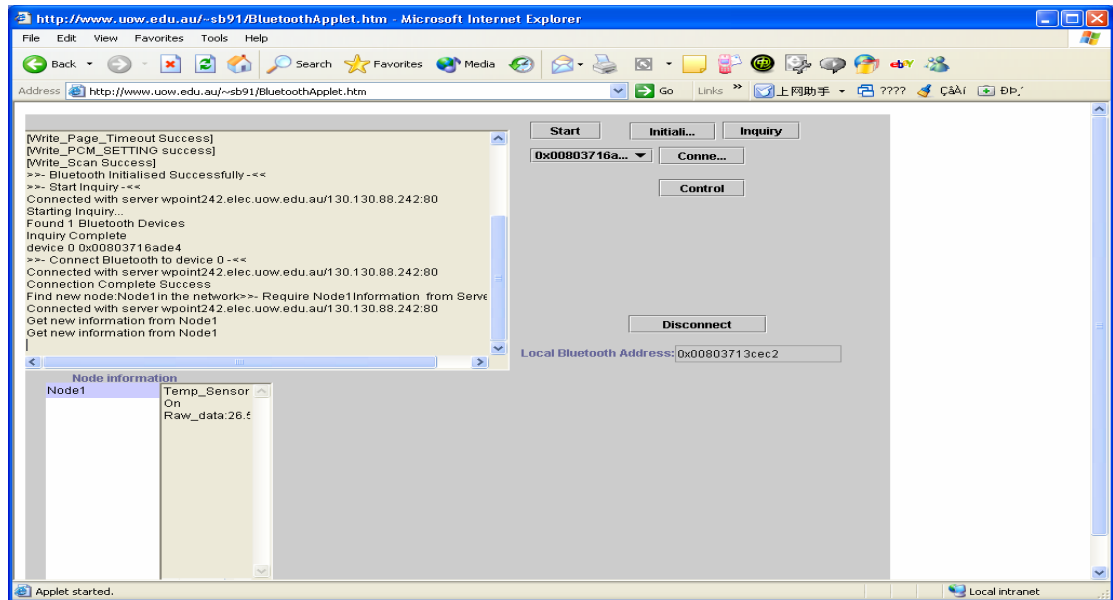 http://www.uow.edu.au/~sb91/BluetoothApplet.htm - Microsoft Internet Explorer
File Edit View Favorites Tools Help
Back Search Favorites Media
Address http://www.uow.edu.au/~sb91/BluetoothApplet.htm Go Links » 上网助手 ???? ÇåÀí ÐÞ¸´
[Write_Page_Timeout Success]
[Write_PCM_SETTING success]
[Write_Scan Success]
>>- Bluetooth Initialised Successfully -<<
>>- Start Inquiry -<<
Connected with server wpoint242.elec.uow.edu.au/130.130.88.242:80
Starting Inquiry...
Found 1 Bluetooth Devices
Inquiry Complete
device 0 0x00803716ade4
>>- Connect Bluetooth to device 0 -<<
Connected with server wpoint242.elec.uow.edu.au/130.130.88.242:80
Connection Complete Success
Find new node:Node1in the network>>- Require Node1Information from Serve
Connected with server wpoint242.elec.uow.edu.au/130.130.88.242:80
Get new information from Node1
Get new information from Node1
Start Initiali... Inquiry
0x00803716a... Conne...
Control
Disconnect
Local Bluetooth Address: 0x00803713cec2
Node information
Node1
Temp_Sensor
On
Raw_data:26.5
Applet started. Local intranet